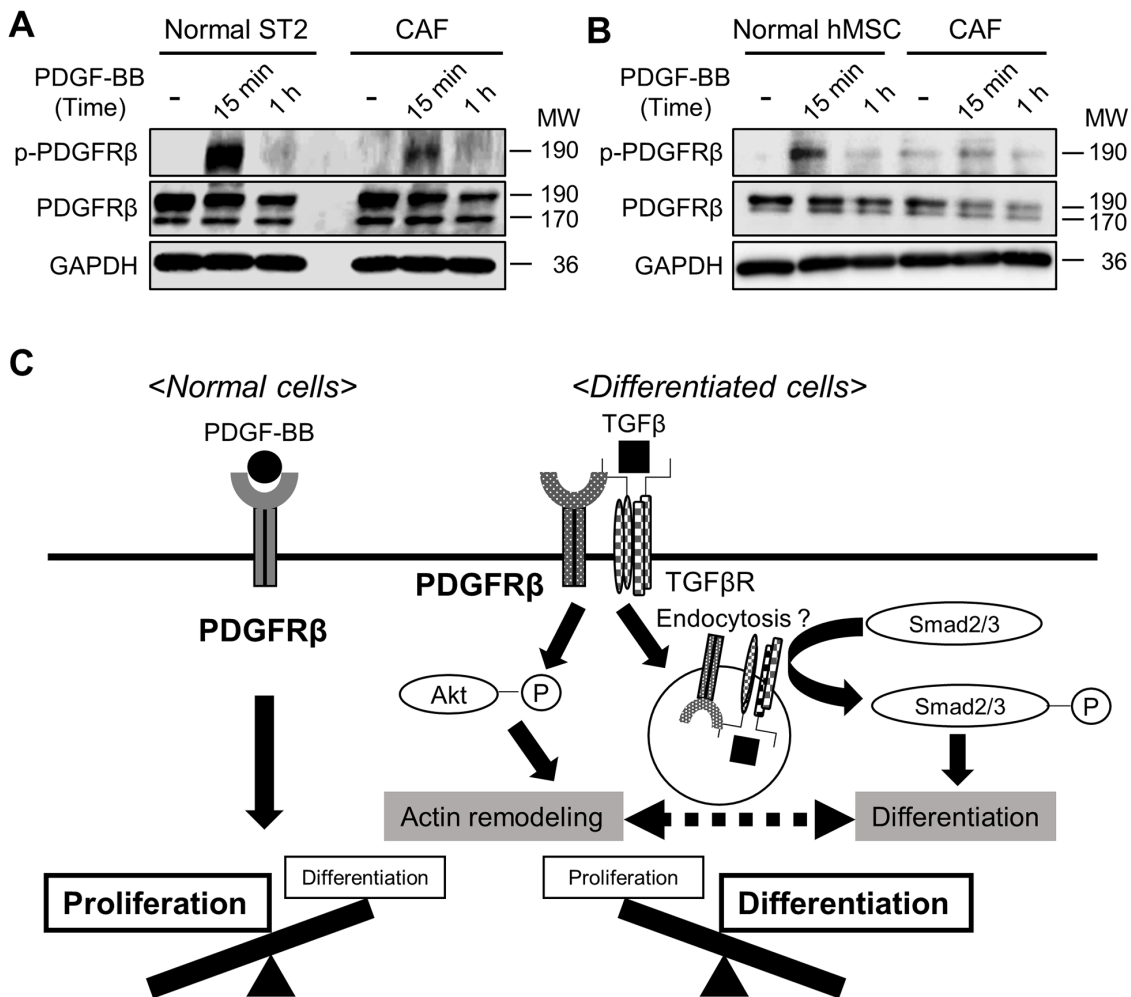 A
Normal ST2
CAF
PDGF-BB
(Time)
-
15 min
1 h
-
15 min
1 h
MW
p-PDGFRβ
190
PDGFRβ
190
170
GAPDH
36
B
Normal hMSC
CAF
PDGF-BB
(Time)
-
15 min
1 h
-
15 min
1 h
MW
p-PDGFRβ
190
PDGFRβ
190
170
GAPDH
36
C
<Normal cells>
<Differentiated cells>
PDGF-BB
TGFβ
PDGFRβ
PDGFRβ
TGFβR
Endocytosis ?
Smad2/3
Akt
P
Smad2/3
P
Actin remodeling
Differentiation
Proliferation
Differentiation
Proliferation
Differentiation